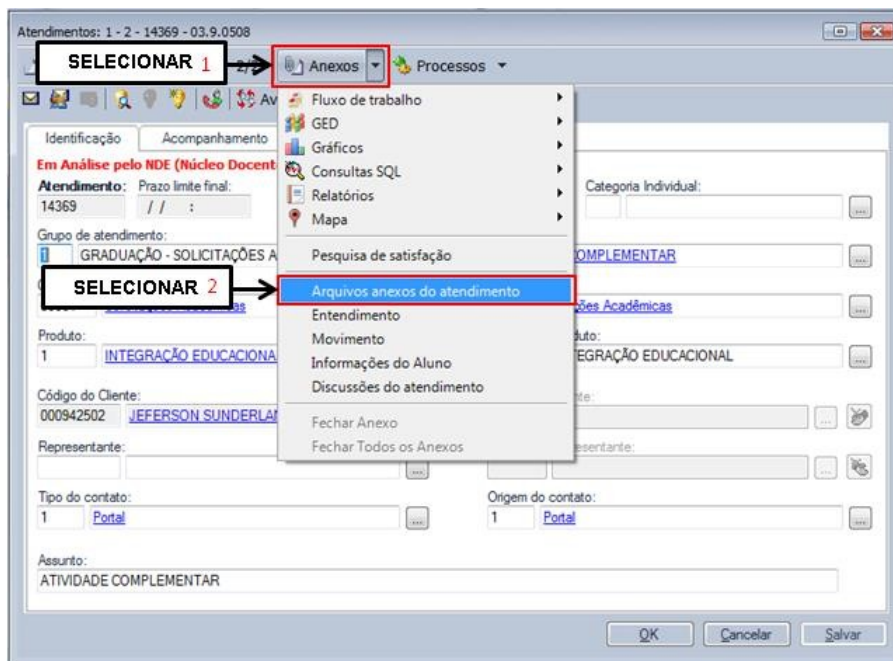 Atendimentos: 1 - 2 - 14369 - 03.9.0508
SELECIONAR 1
Anexos
Processos
Fluxo de trabalho
GED
Gráficos
Consultas SQL
Relatórios
Mapa
Pesquisa de satisfação
SELECIONAR 2
Arquivos anexos do atendimento
Entendimento
Movimento
Informações do Aluno
Discussões do atendimento
Fechar Anexo
Fechar Todos os Anexos
Identificação Acompanhamento
Em Análise pelo NDE (Núcleo Docent
Atendimento: Prazo limite final: Categoria Individual:
14369 / / :
Grupo de atendimento:
1 GRADUAÇÃO - SOLICITAÇÕES A OMPLEMENTAR
ões Acadêmicas
Produto: duto:
1 INTEGRAÇÃO EDUCACIONA EGRAÇÃO EDUCACIONAL
Código do Cliente:
000942502 JEFERSON SUNDERLA
Representante: esentante:
Tipo do contato: Origem do contato:
1 Portal 1 Portal
Assunto:
ATIVIDADE COMPLEMENTAR
OK Cancelar Salvar